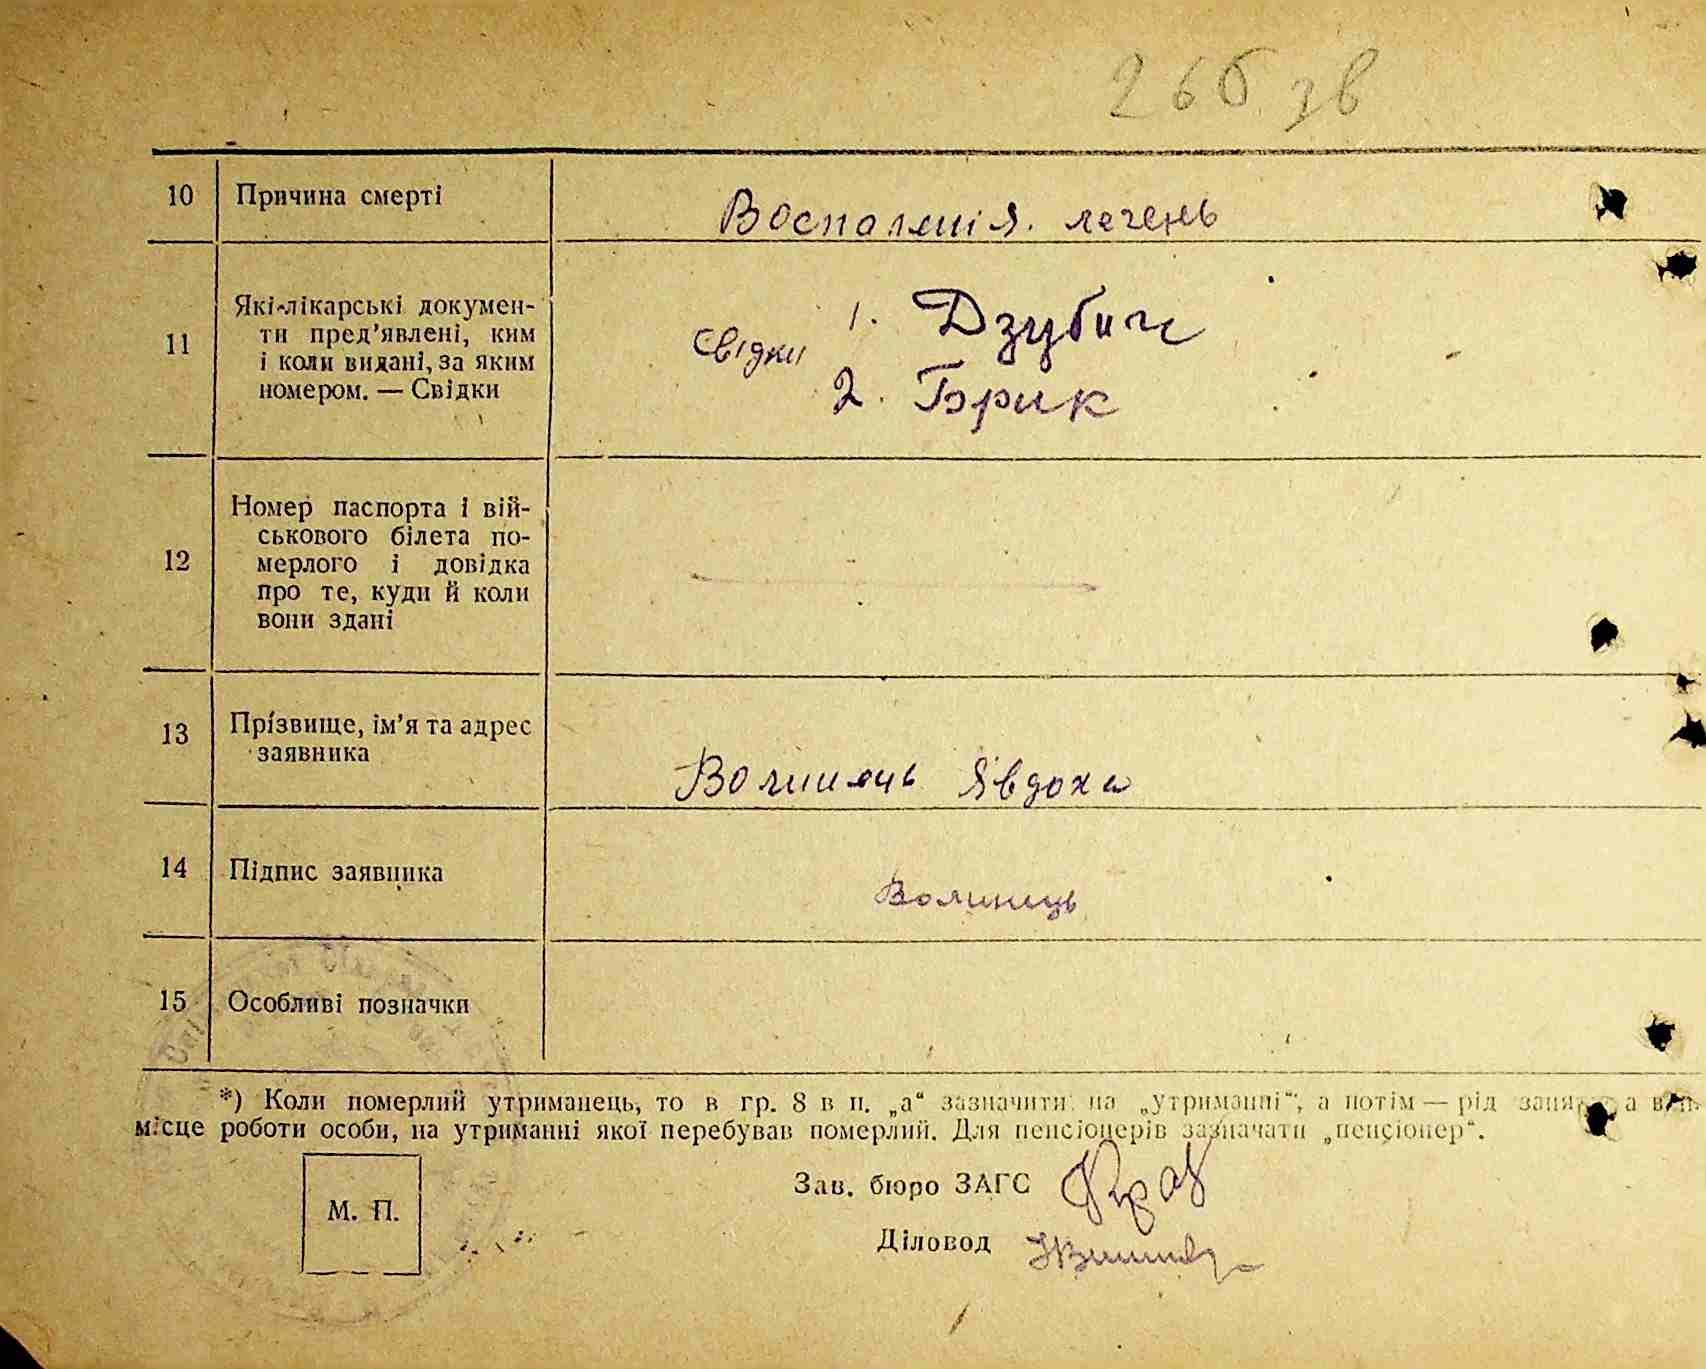 266 зв
10 Причина смерті Воспаленія легень
11 Які лікарські докумен-
ти пред'явлені, ким
і коли видані, за яким
номером. — Свідки
Свідки 1. Дзубич
2. Брик
12 Номер паспорта і вій-
ськового білета по-
мерлого і довідка
про те, куди й коли
вони здані
13 Прізвище, ім'я та адрес
заявника
Волинець Явдоха
14 Підпис заявника Волинець
15 Особливі позначки
*) Коли померлий утриманець, то в гр. 8 в п. „а“ зазначити: на „утриманні“, а потім — рід
місце роботи особи, на утриманні якої перебував померлий. Для пенсіонерів зазначати „пенсіонер“.
М. П.
Зав. бюро ЗАГС
Діловод